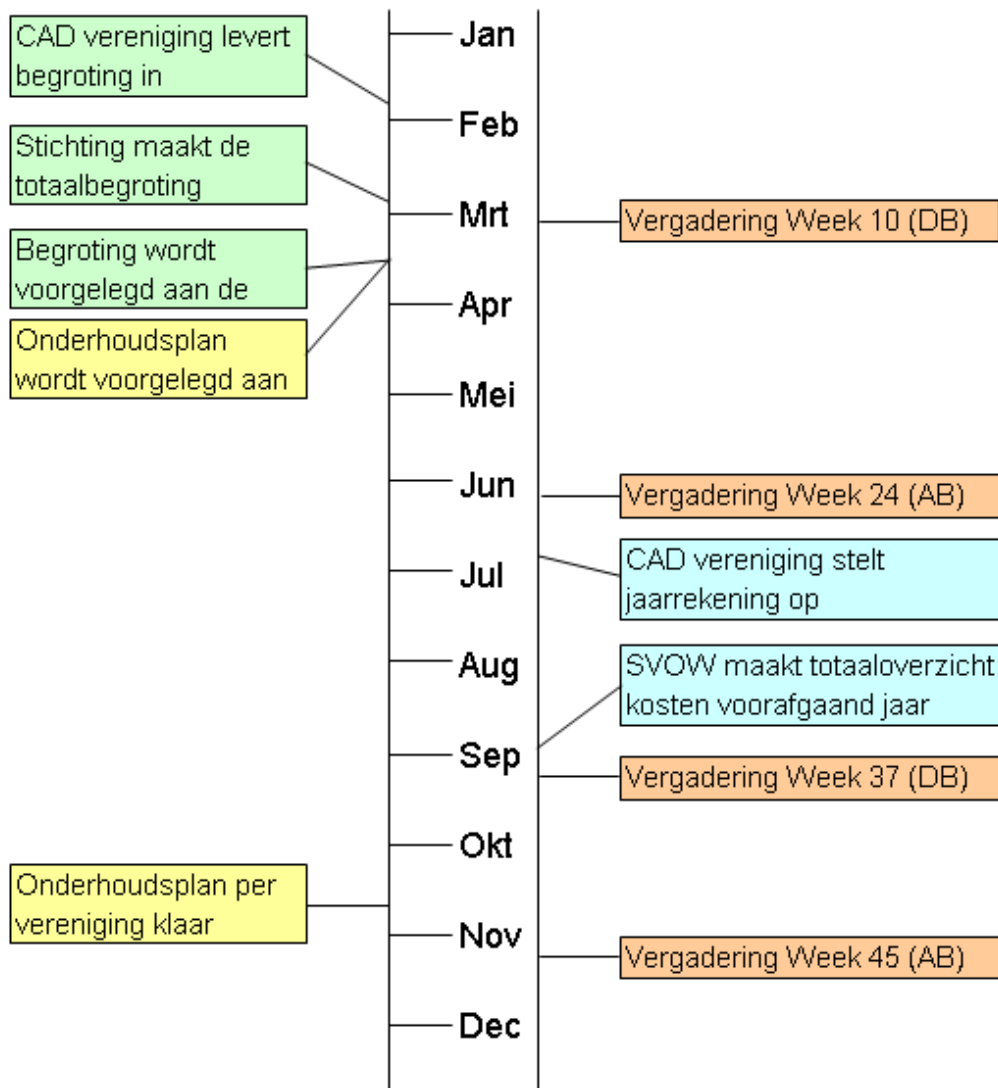 CAD vereniging levert
begroting in
Stichting maakt de
totaalbegroting
Begroting wordt
voorgelegd aan de
Onderhoudsplan
wordt voorgelegd aan
Onderhoudsplan per
vereniging klaar
Jan
Feb
Mrt
Apr
Mei
Jun
Jul
Aug
Sep
Okt
Nov
Dec
Vergadering Week 10 (DB)
Vergadering Week 24 (AB)
CAD vereniging stelt
jaarrekening op
SVOW maakt totaaloverzicht
kosten voorafgaand jaar
Vergadering Week 37 (DB)
Vergadering Week 45 (AB)